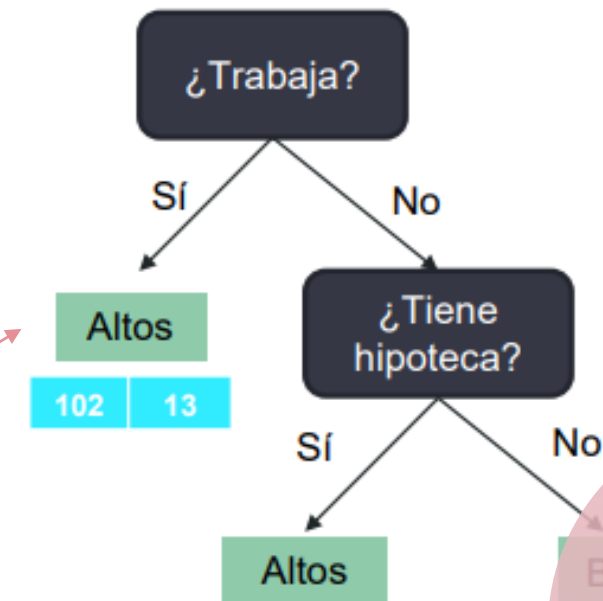 ¿Trabaja?
Sí
No
Altos
102 13
¿Tiene
hipoteca?
Sí
No
Altos